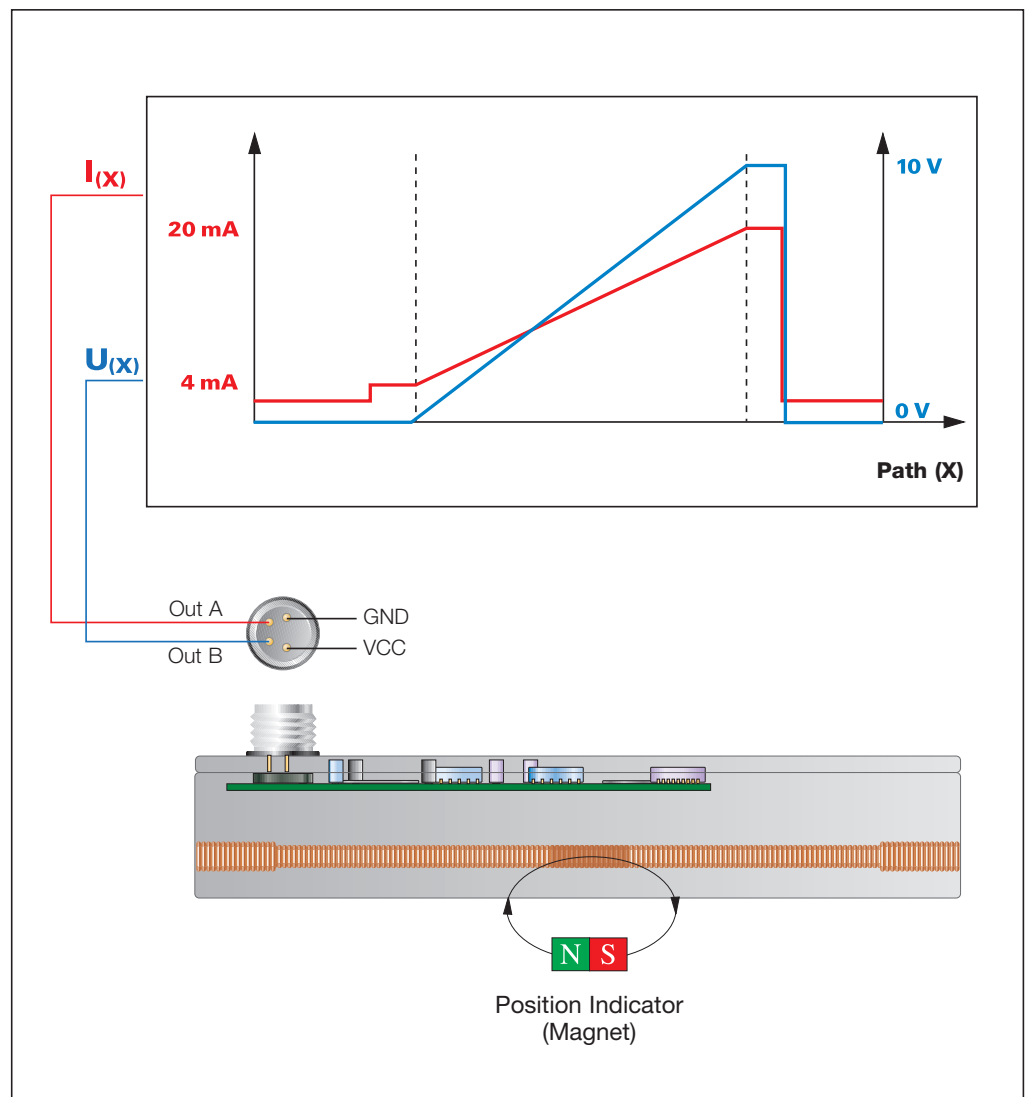 I(X)
10 V
20 mA
U(X)
4 mA
0 V
Path (X)
Out A
GND
Out B
VCC
N S
Position Indicator
(Magnet)